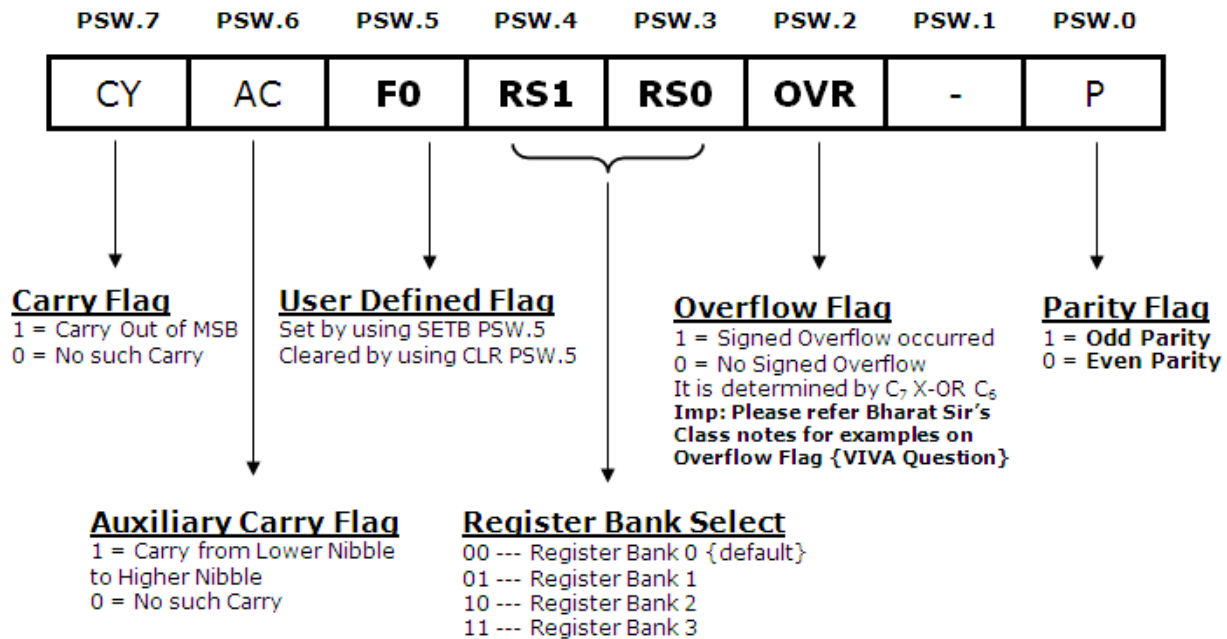 PSW.7 PSW.6 PSW.5 PSW.4 PSW.3 PSW.2 PSW.1 PSW.0
CY AC F0 RS1 RS0 OVR - P
Carry Flag
1 = Carry Out of MSB
0 = No such Carry
User Defined Flag
Set by using SETB PSW.5
Cleared by using CLR PSW.5
Overflow Flag
1 = Signed Overflow occurred
0 = No Signed Overflow
It is determined by C₇ X-OR C₆
Imp: Please refer Bharat Sir's
Class notes for examples on
Overflow Flag {VIVA Question}
Parity Flag
1 = Odd Parity
0 = Even Parity
Auxiliary Carry Flag
1 = Carry from Lower Nibble
to Higher Nibble
0 = No such Carry
Register Bank Select
00 --- Register Bank 0 {default}
01 --- Register Bank 1
10 --- Register Bank 2
11 --- Register Bank 3